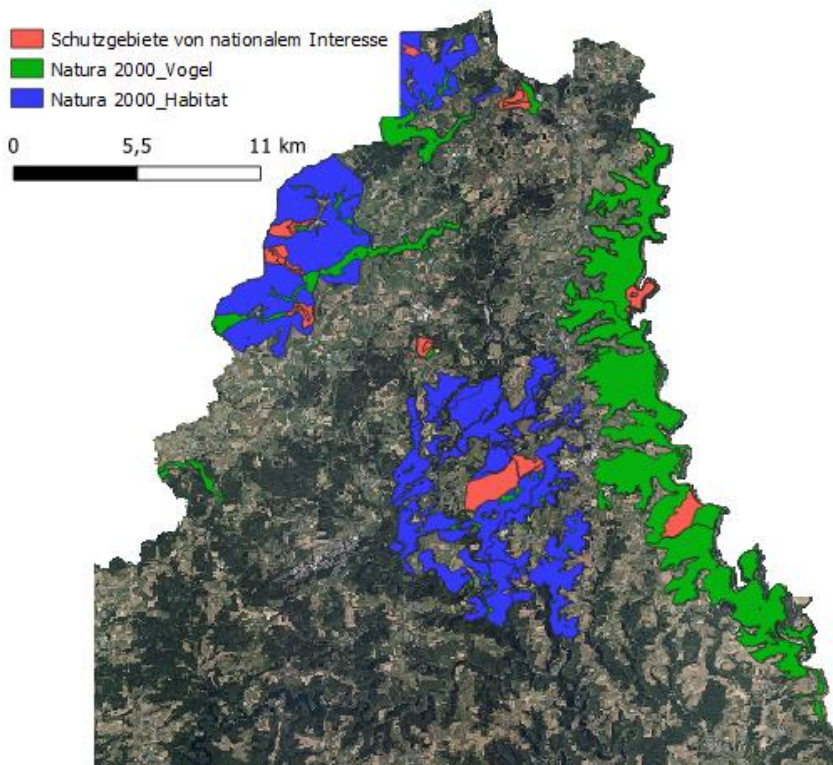 Schutzgebiete von nationalem Interesse
Natura 2000_Vogel
Natura 2000_Habitat
0 5,5 11 km